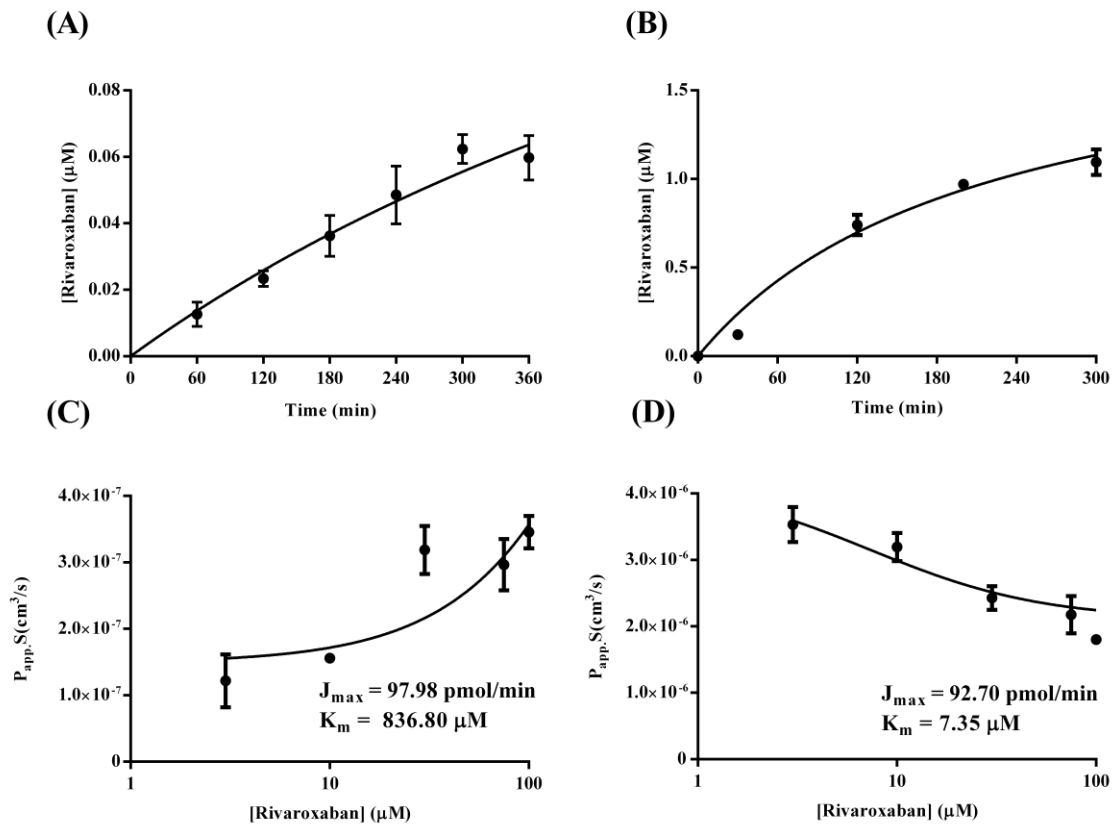 (A)
0.08
0.06
0.04
0.02
0.00
[Rivaroxaban] (μM)
0 60 120 180 240 300 360
Time (min)
(B)
1.5
1.0
0.5
0.0
[Rivaroxaban] (μM)
0 60 120 180 240 300
Time (min)
(C)
4.0×10⁻⁷
3.0×10⁻⁷
2.0×10⁻⁷
1.0×10⁻⁷
0
Papp.S(cm³/s)
Jmax = 97.98 pmol/min
Km = 836.80 μM
1 10 100
[Rivaroxaban] (μM)
(D)
4.0×10⁻⁶
3.0×10⁻⁶
2.0×10⁻⁶
1.0×10⁻⁶
0
Papp.S(cm³/s)
Jmax = 92.70 pmol/min
Km = 7.35 μM
1 10 100
[Rivaroxaban] (μM)